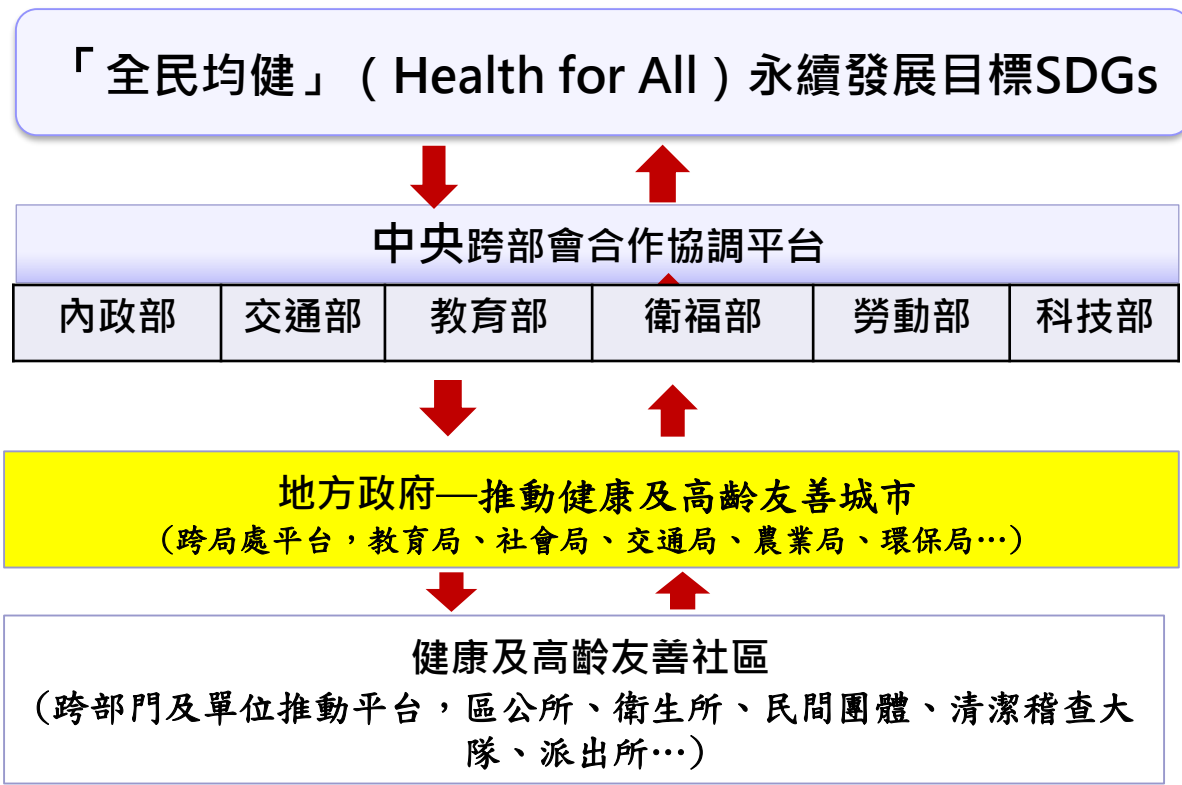 「全民均健」（Health for All）永續發展目標SDGs
中央跨部會合作協調平台
內政部 交通部 教育部 衛福部 勞動部 科技部
地方政府—推動健康及高齡友善城市
（跨局處平台，教育局、社會局、交通局、農業局、環保局…）
健康及高齡友善社區
（跨部門及單位推動平台，區公所、衛生所、民間團體、清潔稽查大
隊、派出所…）